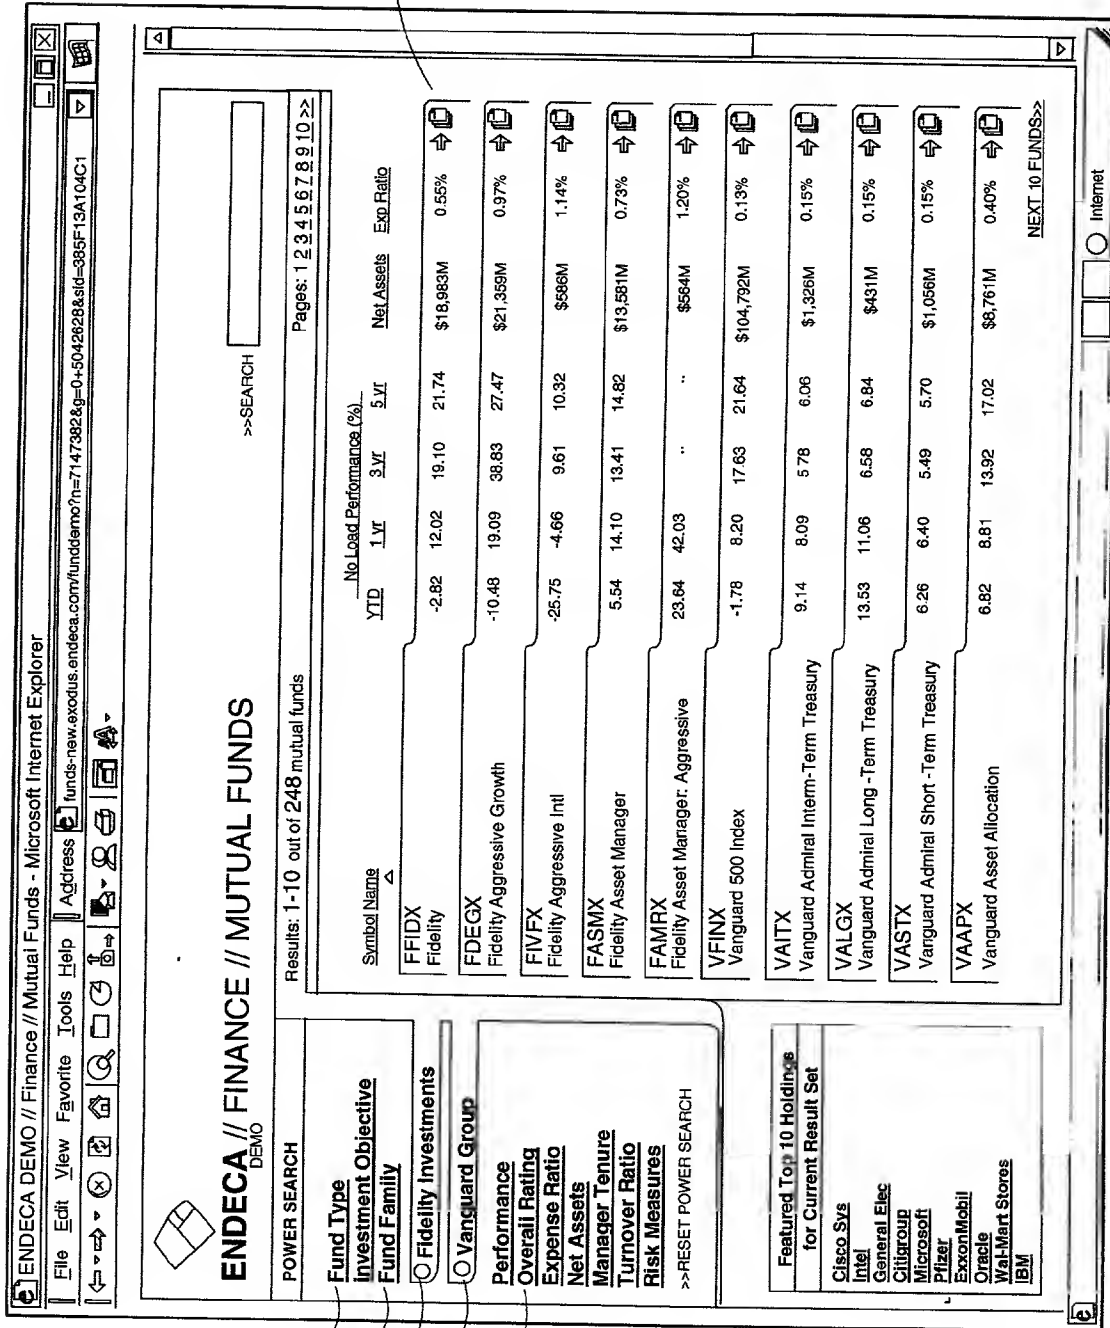 ENDECA DEMO // Finance // Mutual Funds - Microsoft Internet Explorer
File Edit View Favorite Tools Help
Address funds-new.exodus.endeca.com/funddemo?n=7147382&g=0+5042628&sid=385F13A104C1
ENDECA // FINANCE // MUTUAL FUNDS
DEMO
>>SEARCH
POWER SEARCH
Results: 1-10 out of 248 mutual funds
Pages: 1 2 3 4 5 6 7 8 9 10 >>
Fund Type
Investment Objective
Fund Family
Fidelity Investments
Vanguard Group
Performance
Overall Rating
Expense Ratio
Net Assets
Manager Tenure
Turnover Ratio
Risk Measures
>>RESET POWER SEARCH
Featured Top 10 Holdings
for Current Result Set
Cisco Sys
Intel
General Elec
Citigroup
Microsoft
Pfizer
ExxonMobil
Oracle
Wal-Mart Stores
IBM
No Load Performance (%)
Symbol Name YTD 1 yr 3 yr 5 yr Net Assets Exp Ratio
FFIDX
Fidelity -2.82 12.02 19.10 21.74 $18,983M 0.55%
FDEGX
Fidelity Aggressive Growth -10.48 19.09 38.83 27.47 $21,359M 0.97%
FIVFX
Fidelity Aggressive Intl -25.75 -4.66 9.61 10.32 $586M 1.14%
FASMX
Fidelity Asset Manager 5.54 14.10 13.41 14.82 $13,581M 0.73%
FAMRX
Fidelity Asset Manager: Aggressive 23.64 42.03 .. .. $564M 1.20%
VFINX
Vanguard 500 Index -1.78 8.20 17.63 21.64 $104,792M 0.13%
VAITX
Vanguard Admiral Interm-Term Treasury 9.14 8.09 5 78 6.06 $1,326M 0.15%
VALGX
Vanguard Admiral Long -Term Treasury 13.53 11.06 6.58 6.84 $431M 0.15%
VASTX
Vanguard Admiral Short -Term Treasury 6.26 6.40 5.49 5.70 $1,056M 0.15%
VAAPX
Vanguard Asset Allocation 6.82 8.81 13.92 17.02 $8,761M 0.40%
NEXT 10 FUNDS>>
Internet